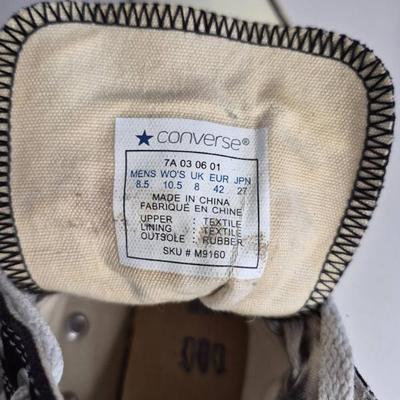 converse®
7A 03 06 01
MENS WO'S UK EUR JPN
8.5 10.5 8 42 27
MADE IN CHINA
FABRIQUÉ EN CHINE
UPPER : TEXTILE
LINING : TEXTILE
OUTSOLE : RUBBER
SKU # M9160